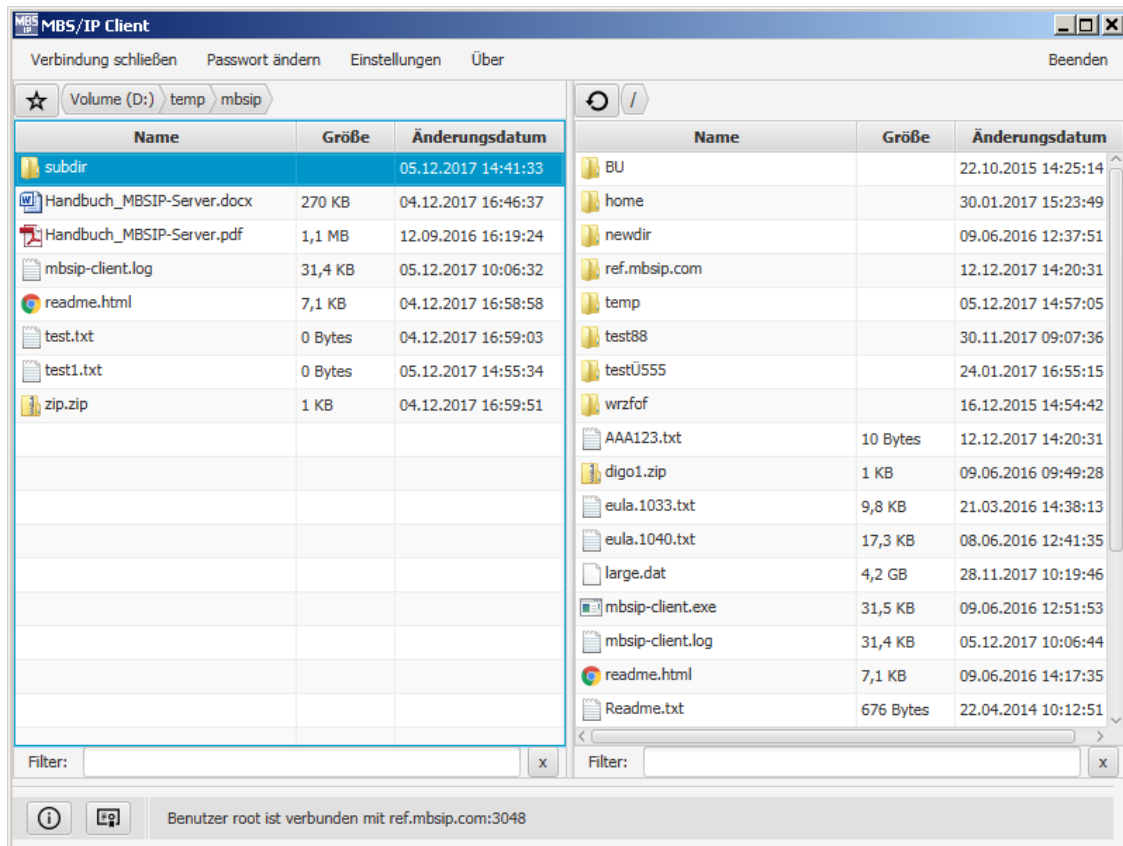 MBS/IP Client
Verbindung schließen Passwort ändern Einstellungen Über Beenden
Volume (D:) temp mbsip
Name Größe Änderungsdatum
subdir 05.12.2017 14:41:33
Handbuch_MBSIP-Server.docx 270 KB 04.12.2017 16:46:37
Handbuch_MBSIP-Server.pdf 1,1 MB 12.09.2016 16:19:24
mbsip-client.log 31,4 KB 05.12.2017 10:06:32
readme.html 7,1 KB 04.12.2017 16:58:58
test.txt 0 Bytes 04.12.2017 16:59:03
test1.txt 0 Bytes 05.12.2017 14:55:34
zip.zip 1 KB 04.12.2017 16:59:51
Filter: x
/
Name Größe Änderungsdatum
BU 22.10.2015 14:25:14
home 30.01.2017 15:23:49
newdir 09.06.2016 12:37:51
ref.mbsip.com 12.12.2017 14:20:31
temp 05.12.2017 14:57:05
test88 30.11.2017 09:07:36
testÜ555 24.01.2017 16:55:15
wrzfof 16.12.2015 14:54:42
AAA123.txt 10 Bytes 12.12.2017 14:20:31
digo1.zip 1 KB 09.06.2016 09:49:28
eula.1033.txt 9,8 KB 21.03.2016 14:38:13
eula.1040.txt 17,3 KB 08.06.2016 12:41:35
large.dat 4,2 GB 28.11.2017 10:19:46
mbsip-client.exe 31,5 KB 09.06.2016 12:51:53
mbsip-client.log 31,4 KB 05.12.2017 10:06:44
readme.html 7,1 KB 09.06.2016 14:17:35
Readme.txt 676 Bytes 22.04.2014 10:12:51
Filter: x
Benutzer root ist verbunden mit ref.mbsip.com:3048